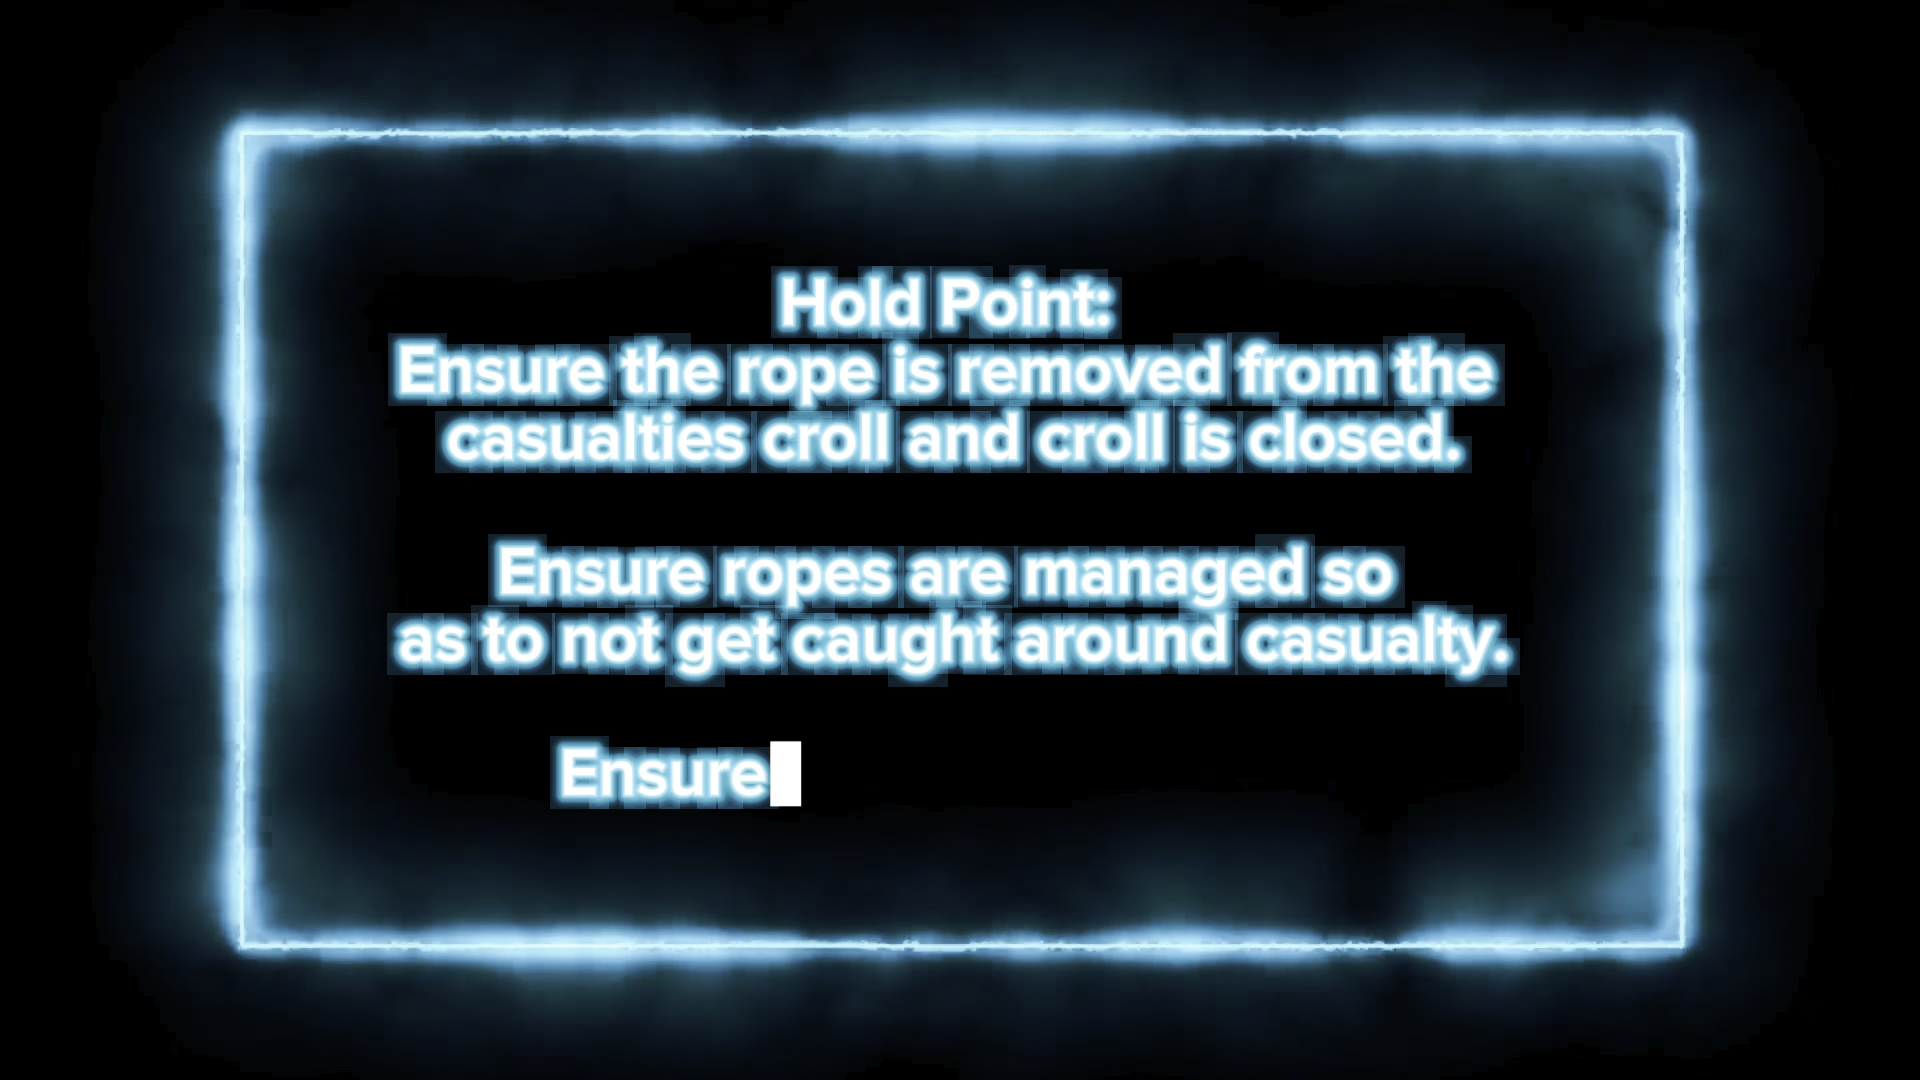 Hold Point:
Ensure the rope is removed from the
casualties croll and croll is closed.
Ensure ropes are managed so
as to not get caught around casualty.
Ensure